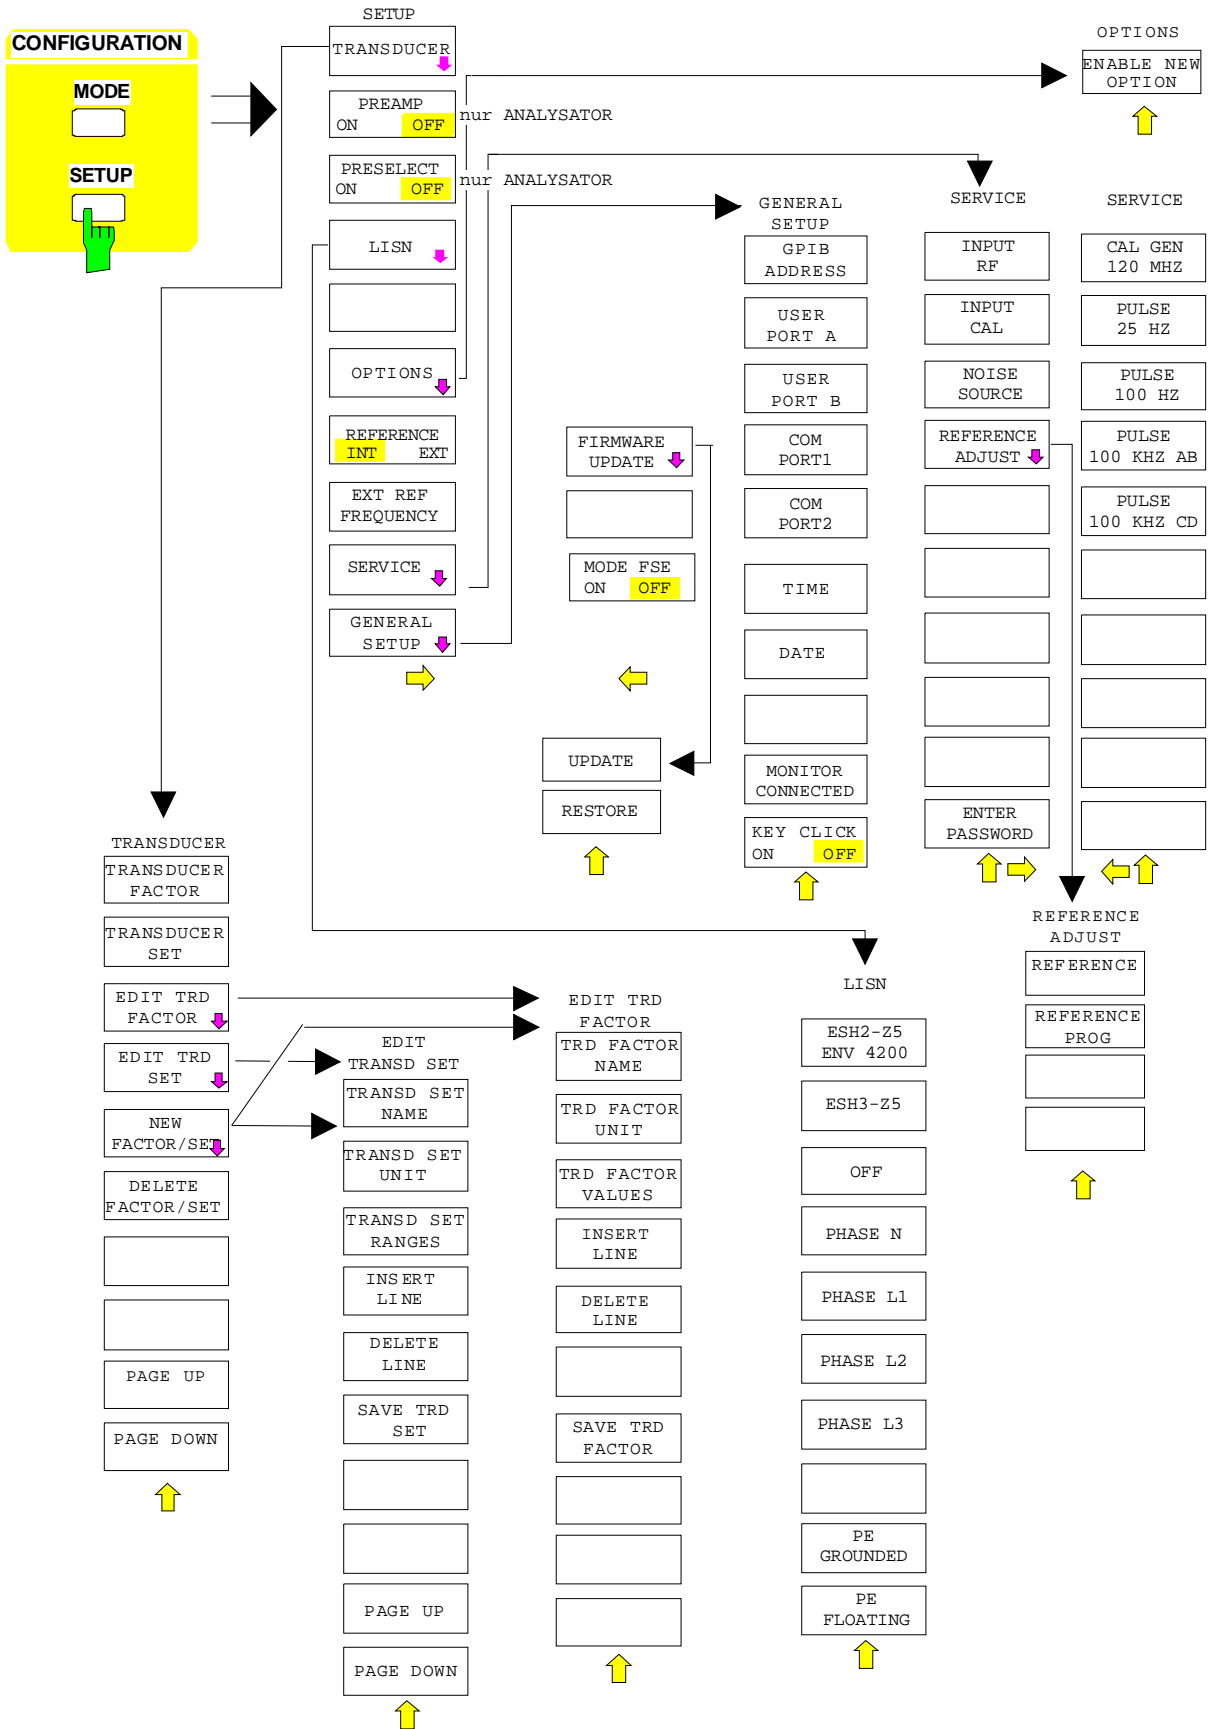 CONFIGURATION
MODE
SETUP
SETUP
TRANSDUCER
PREAMP
ON OFF
nur ANALYSATOR
PRESELECT
ON OFF
nur ANALYSATOR
LISN
OPTIONS
REFERENCE
INT EXT
EXT REF
FREQUENCY
SERVICE
GENERAL
SETUP
FIRMWARE
UPDATE
MODE FSE
ON OFF
UPDATE
RESTORE
GENERAL
SETUP
GPIB
ADDRESS
USER
PORT A
USER
PORT B
COM
PORT1
COM
PORT2
TIME
DATE
MONITOR
CONNECTED
KEY CLICK
ON OFF
SERVICE
INPUT
RF
INPUT
CAL
NOISE
SOURCE
REFERENCE
ADJUST
ENTER
PASSWORD
OPTIONS
ENABLE NEW
OPTION
SERVICE
CAL GEN
120 MHZ
PULSE
25 HZ
PULSE
100 HZ
PULSE
100 KHZ AB
PULSE
100 KHZ CD
REFERENCE
ADJUST
REFERENCE
REFERENCE
PROG
TRANSDUCER
TRANSDUCER
FACTOR
TRANSDUCER
SET
EDIT TRD
FACTOR
EDIT TRD
SET
NEW
FACTOR/SET
DELETE
FACTOR/SET
PAGE UP
PAGE DOWN
EDIT
TRANSD SET
TRANSD SET
NAME
TRANSD SET
UNIT
TRANSD SET
RANGES
INSERT
LINE
DELETE
LINE
SAVE TRD
SET
PAGE UP
PAGE DOWN
EDIT TRD
FACTOR
TRD FACTOR
NAME
TRD FACTOR
UNIT
TRD FACTOR
VALUES
INSERT
LINE
DELETE
LINE
SAVE TRD
FACTOR
LISN
ESH2-Z5
ENV 4200
ESH3-Z5
OFF
PHASE N
PHASE L1
PHASE L2
PHASE L3
PE
GROUNDED
PE
FLOATING